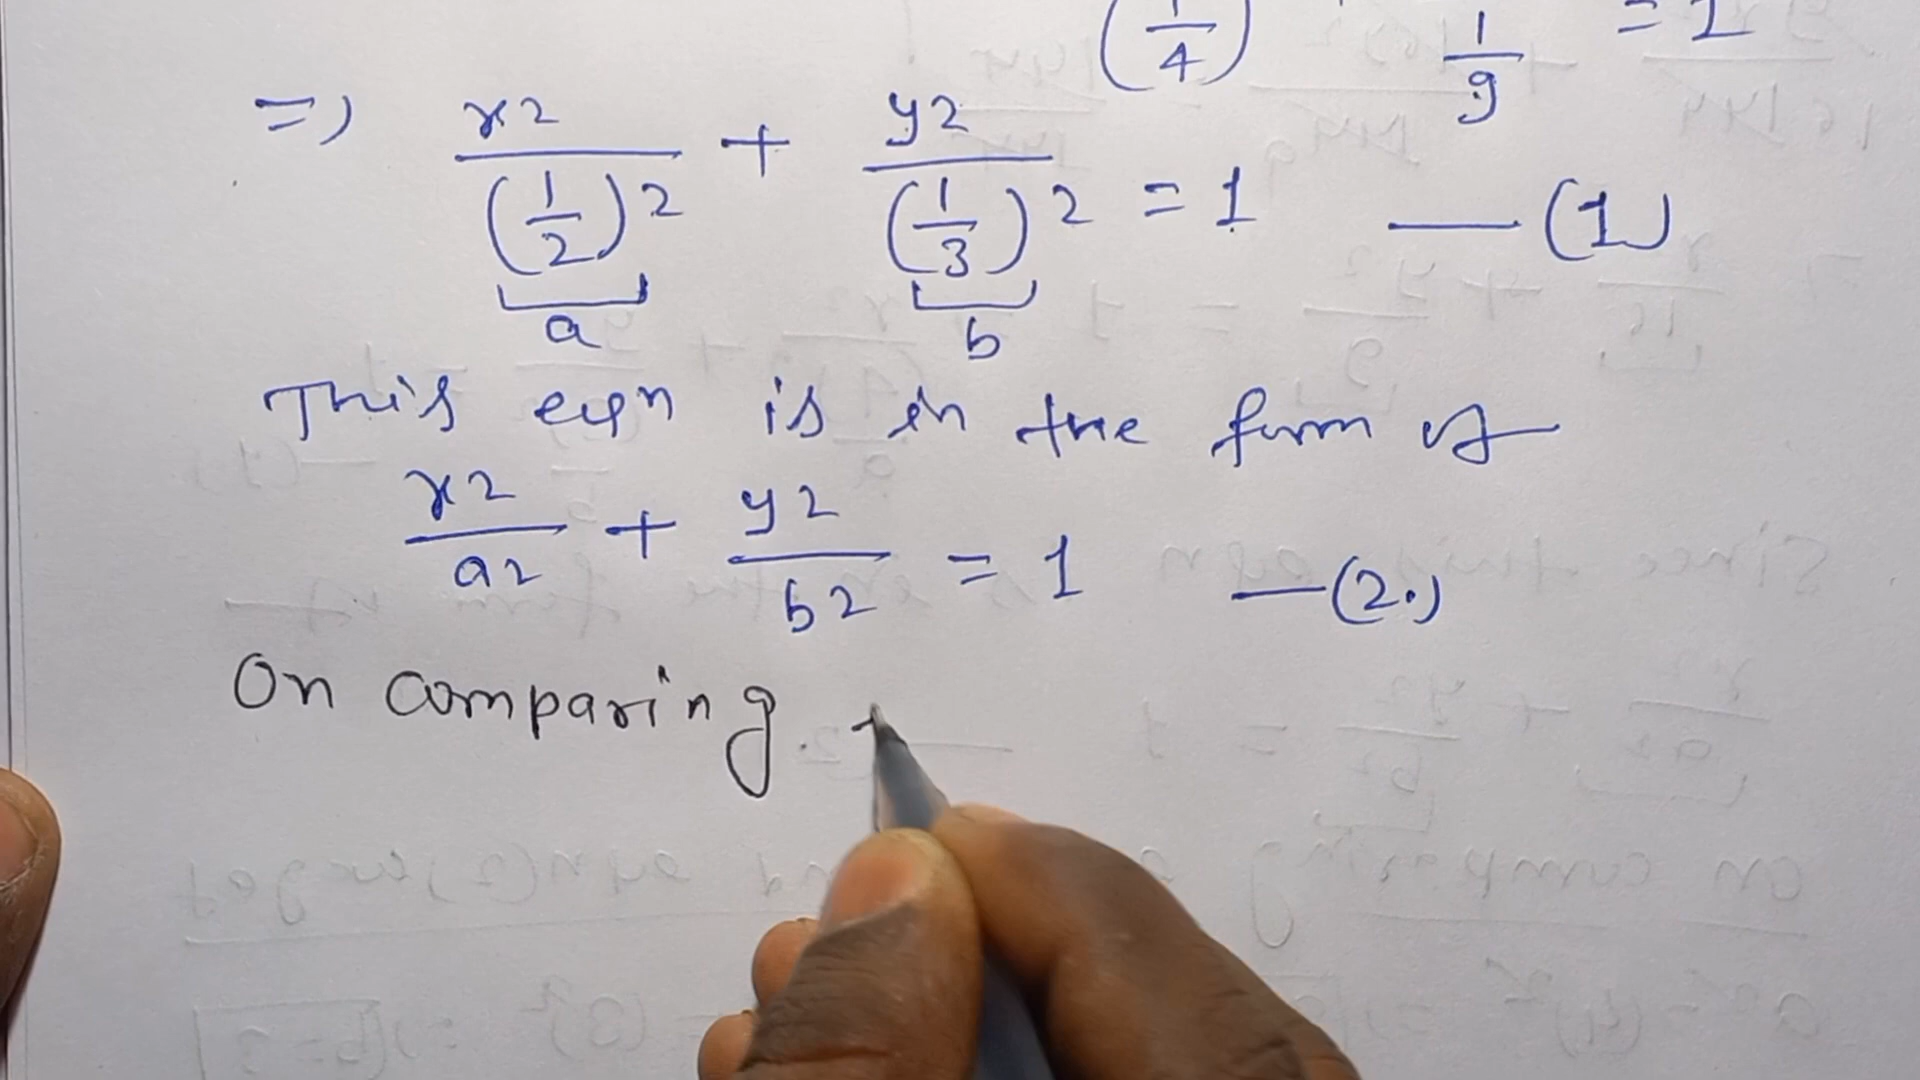 (1/4) 1/9 = 1
=> x2/(1/2)2 + y2/(1/3)2 = 1 —(1)
a b
This eqn is in the form of
x2/a2 + y2/b2 = 1 —(2.)
On comparing